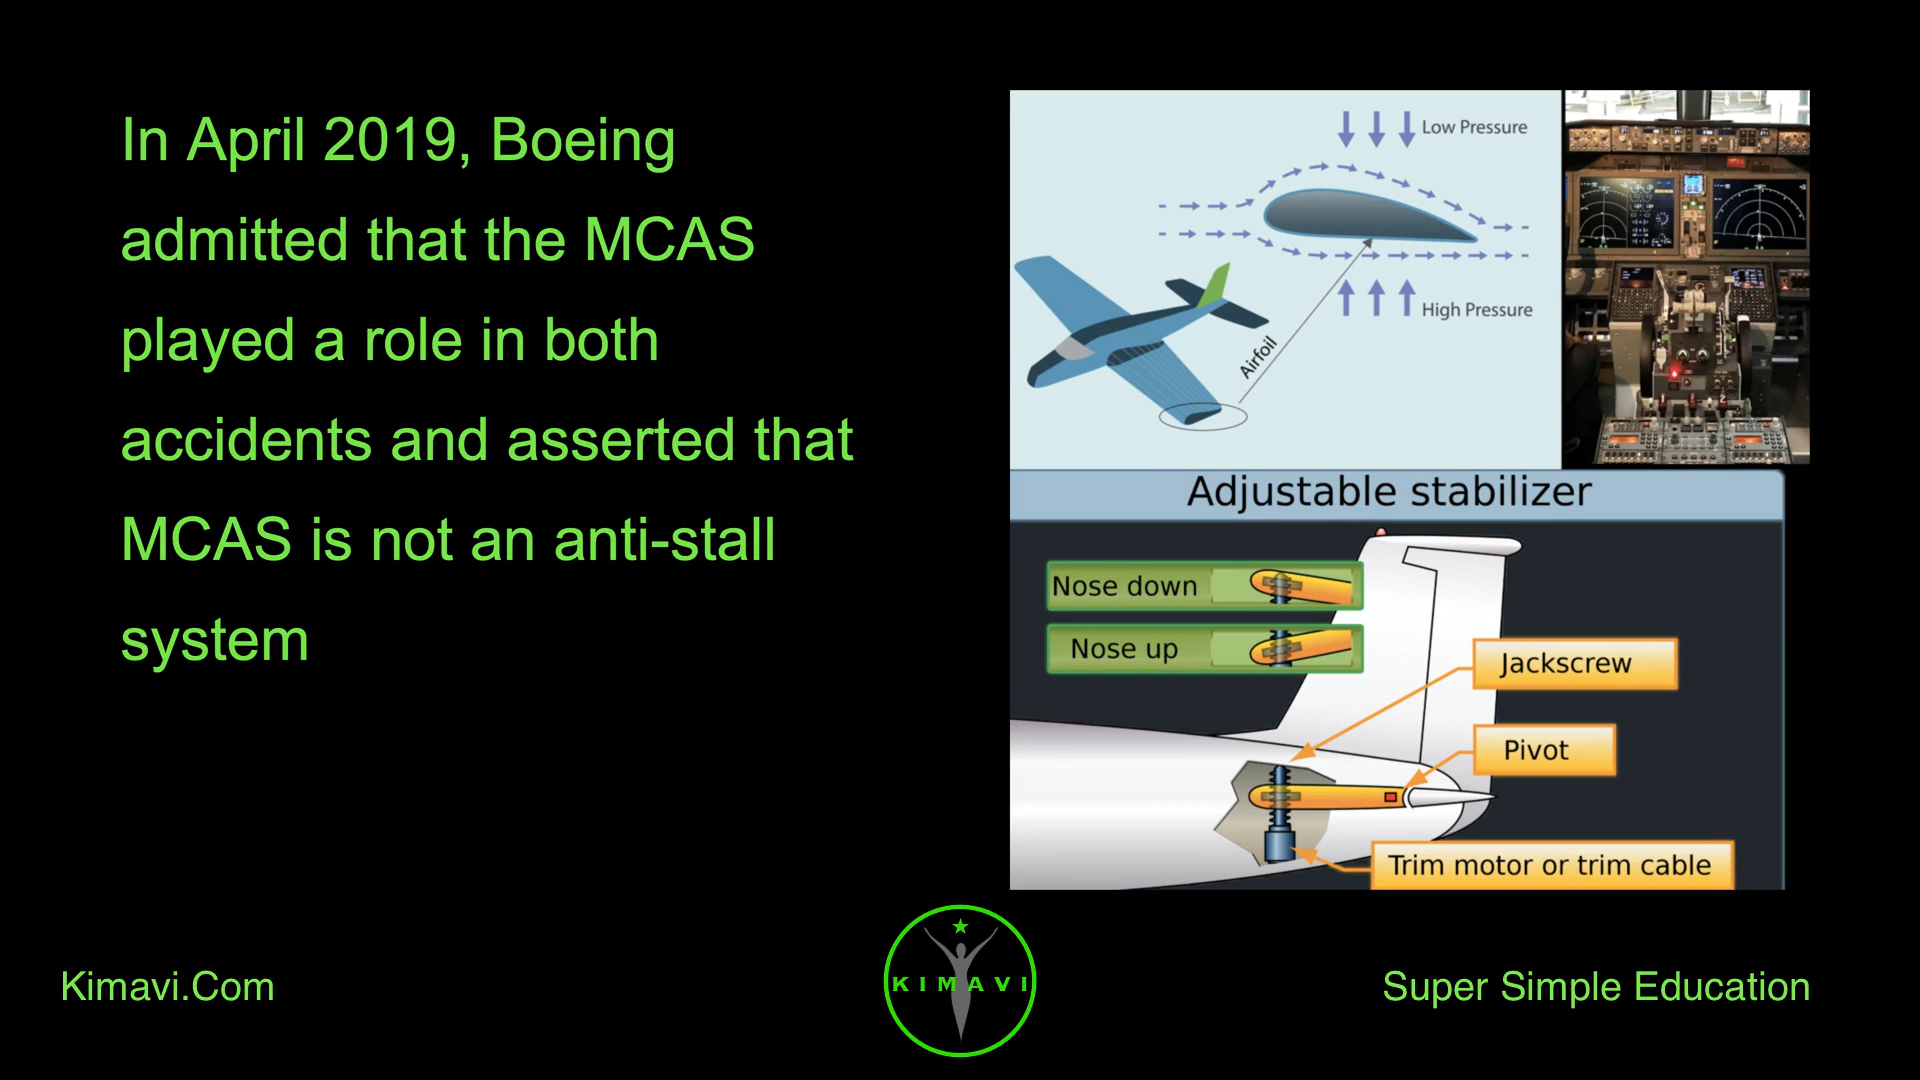 In April 2019, Boeing
admitted that the MCAS
played a role in both
accidents and asserted that
MCAS is not an anti-stall
system
Low Pressure
High Pressure
Airfoil
Adjustable stabilizer
Nose down
Nose up
Jackscrew
Pivot
Trim motor or trim cable
Kimavi.Com
KIMAVI
Super Simple Education